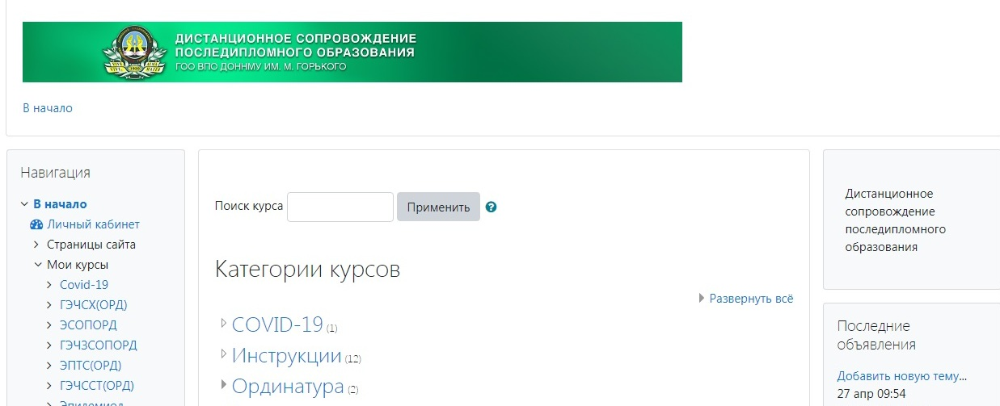 ДИСТАНЦИОННОЕ СОПРОВОЖДЕНИЕ
ПОСЛЕДИПЛОМНОГО ОБРАЗОВАНИЯ
ГОО ВПО ДОННМУ ИМ. М. ГОРЬКОГО
В начало
Навигация
В начало
Личный кабинет
Страницы сайта
Мои курсы
Covid-19
ГЭЧСХ(ОРД)
ЭСОПОРД
ГЭЧЗСОПОРД
ЭПТС(ОРД)
ГЭЧССТ(ОРД)
Эпидемиол
Поиск курса
Применить
Категории курсов
Развернуть всё
COVID-19 (1)
Инструкции (12)
Ординатура (2)
Дистанционное
сопровождение
последипломного
образования
Последние
объявления
Добавить новую тему...
27 апр 09:54